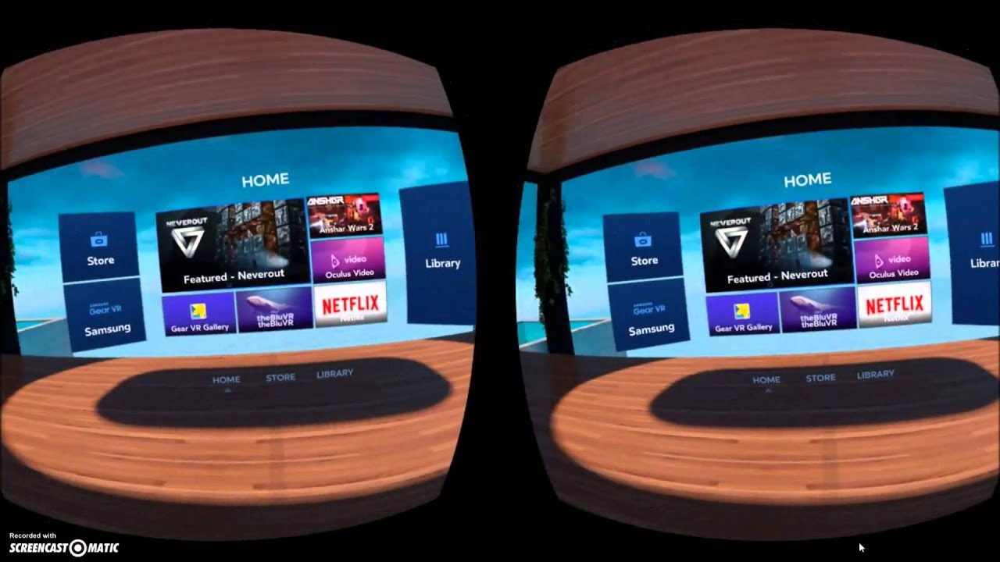 HOME
NEVEROUT
Featured - Neverout
ANSHAR
Anshar Wars 2
video
Oculus Video
Store
SAMSUNG
Gear VR
Samsung
Gear VR Gallery
theBluVR
theBluVR
NETFLIX
Netflix
Library
HOME
STORE
LIBRARY
HOME
NEVEROUT
Featured - Neverout
ANSHAR
Anshar Wars 2
video
Oculus Video
Store
SAMSUNG
Gear VR
Samsung
Gear VR Gallery
theBluVR
theBluVR
NETFLIX
Netflix
Librar
HOME
STORE
LIBRARY
Recorded with
SCREENCAST MATIC